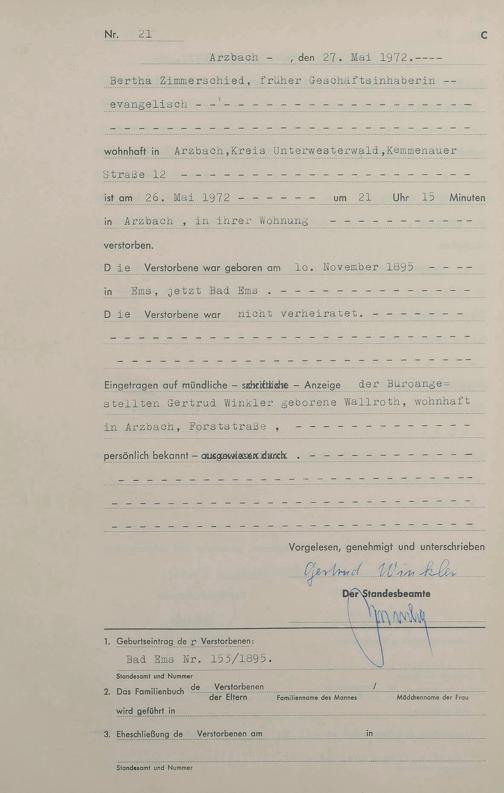 Nr. 21 C
Arzbach - , den 27. Mai 1972.----
Bertha Zimmerschied, früher Geschäftsinhaberin --
evangelisch - - - - - - - - - - - - - - - - - -
- - - - - - - - - - - - - - - - - - - - - - - -
wohnhaft in Arzbach,Kreis Unterwesterwald,Kemmenauer
Straße 12 - - - - - - - - - - - - - - - - - - -
ist am 26. Mai 1972 - - - - - - um 21 Uhr 15 Minuten
in Arzbach , in ihrer Wohnung - - - - - - - - - -
verstorben.
D ie Verstorbene war geboren am 1o. November 1895 - - - -
in Ems, jetzt Bad Ems . - - - - - - - - - - - - - -
D ie Verstorbene war nicht verheiratet. - - - - - - -
- - - - - - - - - - - - - - - - - - - - - - - -
- - - - - - - - - - - - - - - - - - - - - - - -
Eingetragen auf mündliche – schriftliche – Anzeige der Büroange=
stellten Gertrud Winkler geborene Wallroth, wohnhaft
in Arzbach, Forststraße , - - - - - - - - - - - -
persönlich bekannt – ausgewiesen durch . - - - - - - - - - - -
- - - - - - - - - - - - - - - - - - - - - - - -
- - - - - - - - - - - - - - - - - - - - - - - -
- - - - - - - - - - - - - - - - - - - - - - - -
Vorgelesen, genehmigt und unterschrieben
Gertrud Winkler
Der Standesbeamte
1. Geburtseintrag de r Verstorbenen:
Bad Ems Nr. 153/1895.
Standesamt und Nummer
2. Das Familienbuch de Verstorbenen /
der Eltern Familienname des Mannes Mädchenname der Frau
wird geführt in
3. Eheschließung de Verstorbenen am in
Standesamt und Nummer